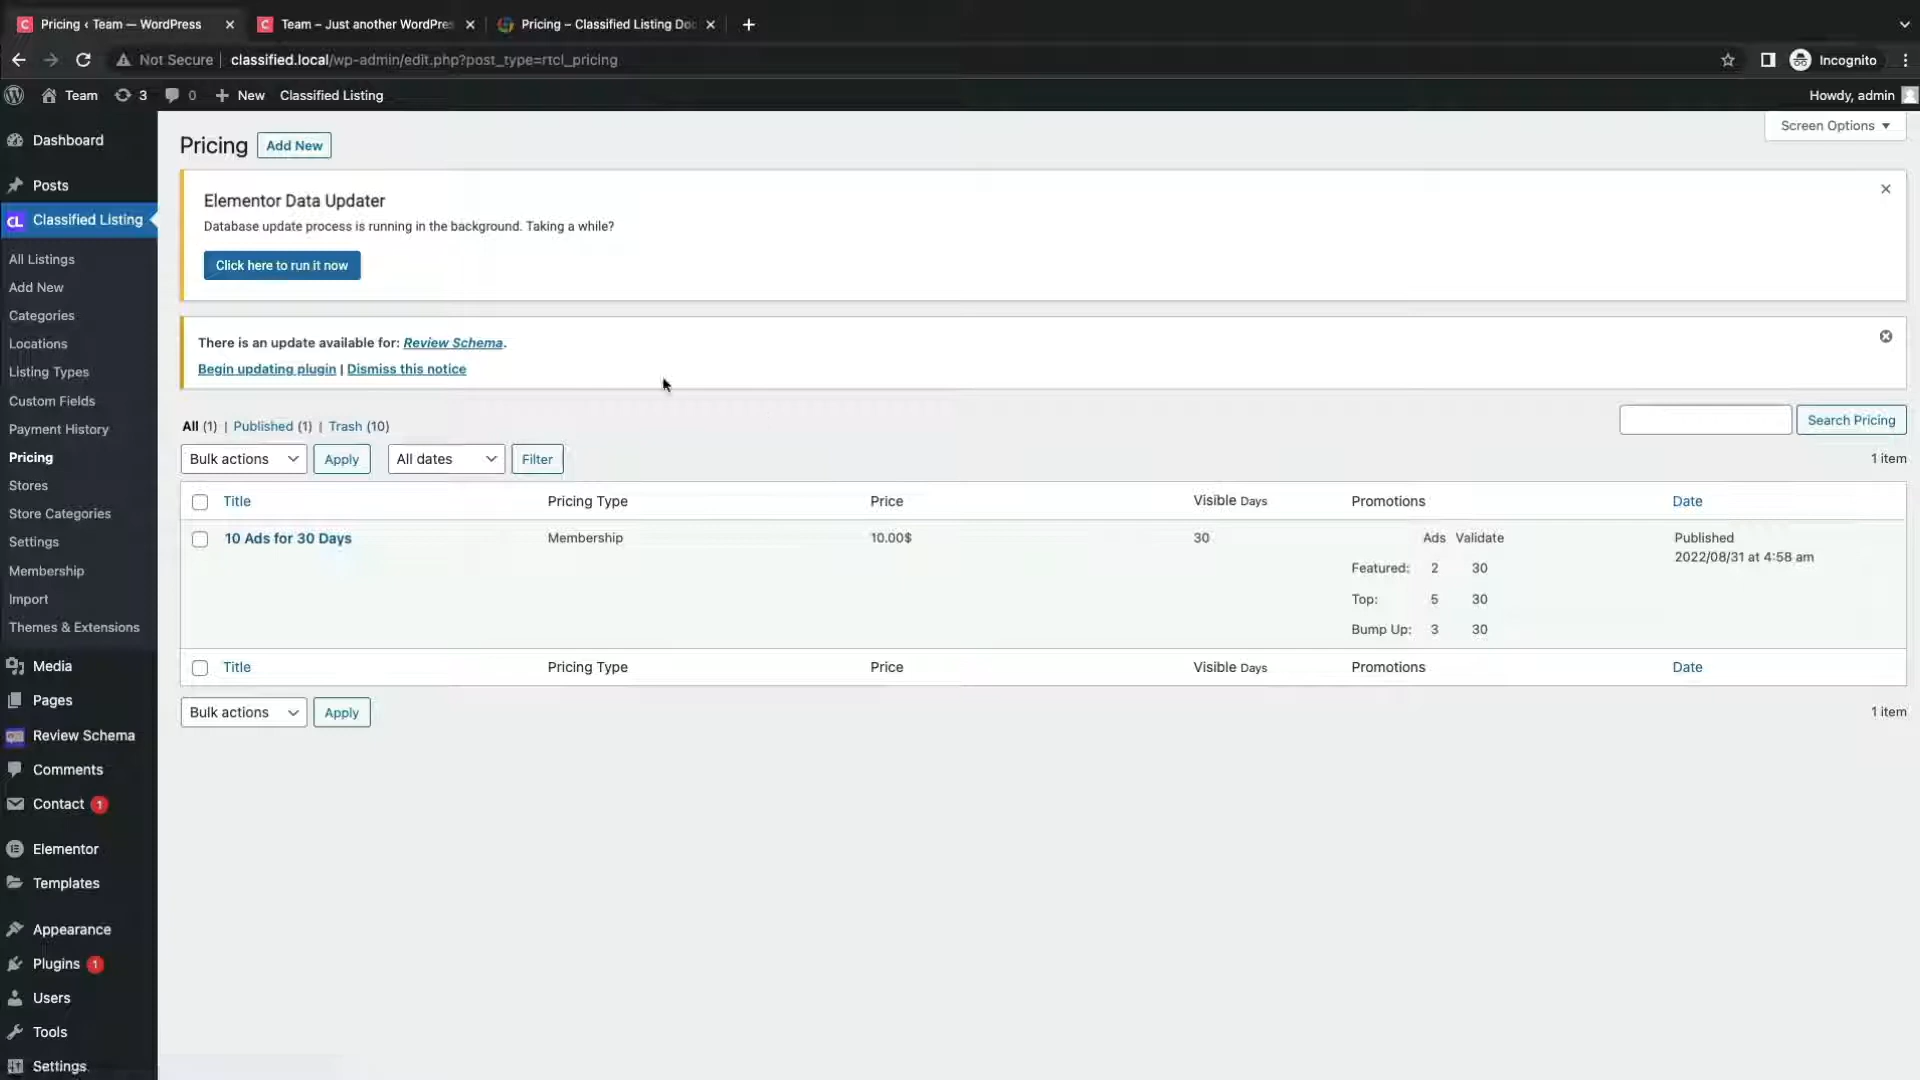 Pricing ‹ Team — WordPress
Team – Just another WordPres
Pricing – Classified Listing Doc
Not Secure classified.local/wp-admin/edit.php?post_type=rtcl_pricing
Incognito
Team 3 0 New Classified Listing
Howdy, admin
Screen Options
Dashboard
Posts
CL Classified Listing
All Listings
Add New
Categories
Locations
Listing Types
Custom Fields
Payment History
Pricing
Stores
Store Categories
Settings
Membership
Import
Themes & Extensions
Media
Pages
Review Schema
Comments
Contact 1
Elementor
Templates
Appearance
Plugins 1
Users
Tools
Settings
Pricing Add New
Elementor Data Updater
Database update process is running in the background. Taking a while?
Click here to run it now
There is an update available for: Review Schema.
Begin updating plugin | Dismiss this notice
All (1) | Published (1) | Trash (10)
Search Pricing
Bulk actions Apply All dates Filter
1 item
Title Pricing Type Price Visible Days Promotions Date
10 Ads for 30 Days Membership 10.00$ 30 Ads Validate Published
2022/08/31 at 4:58 am
Featured: 2 30
Top: 5 30
Bump Up: 3 30
Title Pricing Type Price Visible Days Promotions Date
Bulk actions Apply
1 item